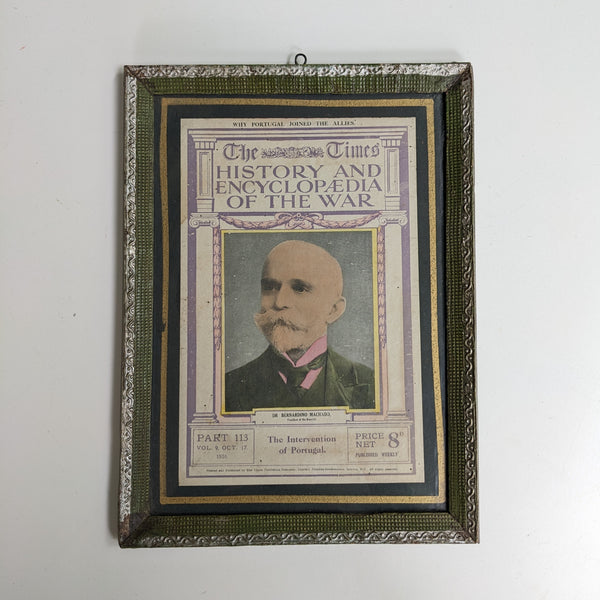 WHY PORTUGAL JOINED THE ALLIES.
The Times
HISTORY AND
ENCYCLOPÆDIA
OF THE WAR
DR BERNARDINO MACHADO,
PART 113
VOL. 9, OCT. 17,
1916.
The Intervention
of Portugal.
PRICE 8D
NET
PUBLISHED WEEKLY